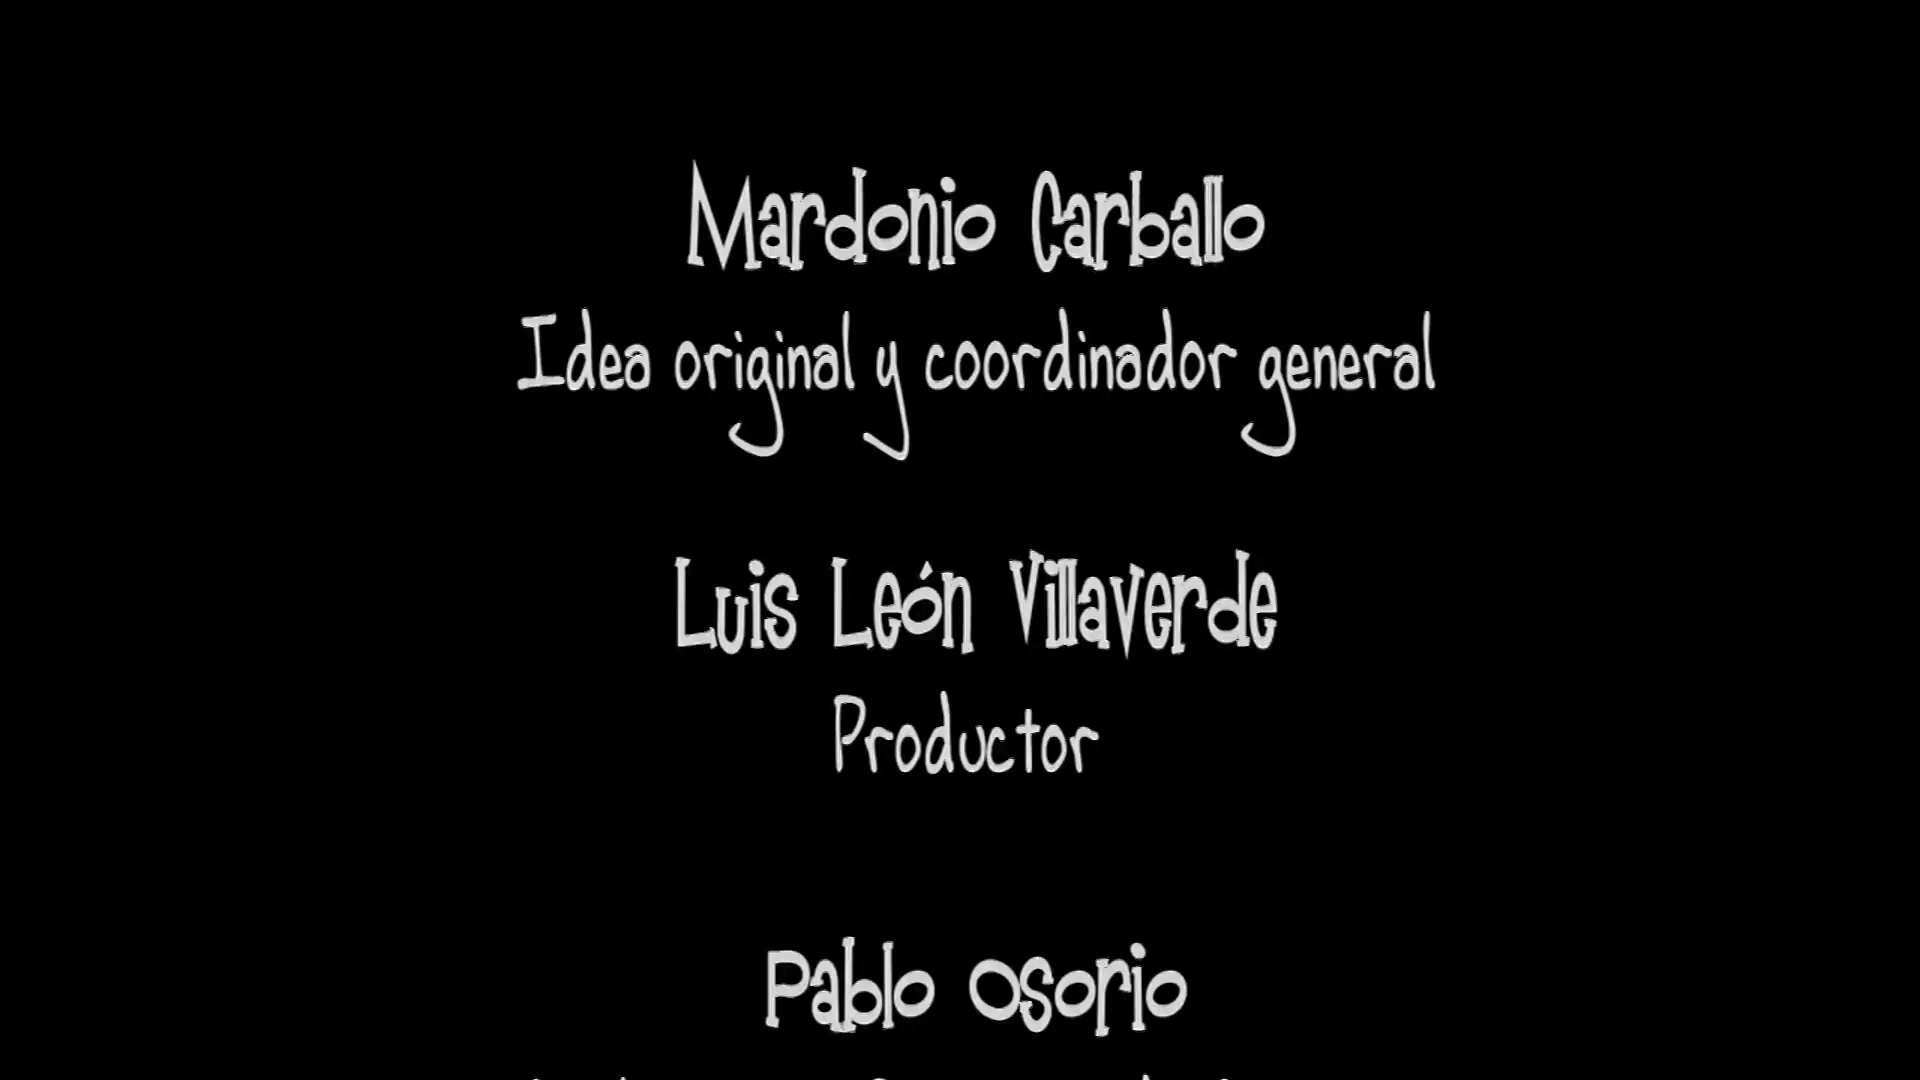 Mardonio Carballo
Idea original y coordinador general
Luis León Villaverde
Productor
Pablo Osorio